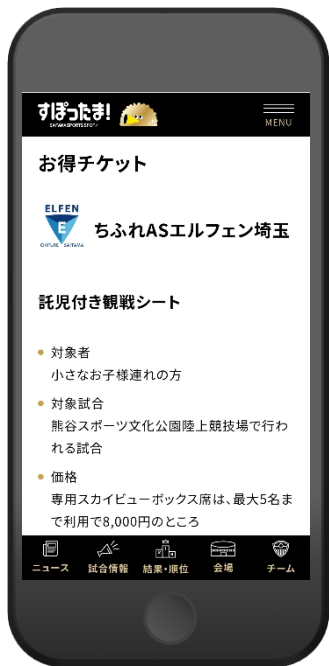 すぽったま!
SAITAMA SPORTS STATION
MENU
お得チケット
ELFEN
E
CHIFURE SAITAMA
ちふれASエルフェン埼玉
託児付き観戦シート
対象者
小さなお子様連れの方
対象試合
熊谷スポーツ文化公園陸上競技場で行わ
れる試合
価格
専用スカイビューボックス席は、最大5名ま
で利用で8,000円のところ
ニュース
試合情報
結果・順位
会場
チーム